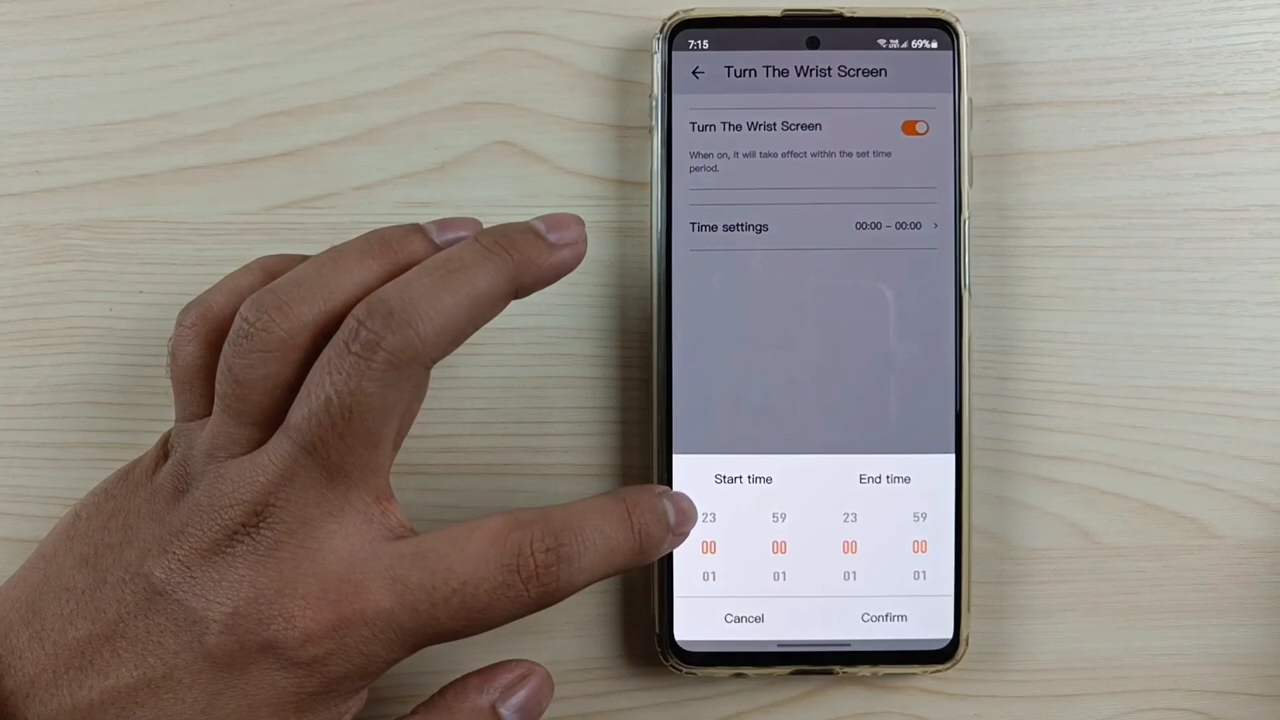 7:15
69%
Turn The Wrist Screen
Turn The Wrist Screen
When on, it will take effect within the set time
period.
Time settings 00:00 – 00:00
Start time End time
23 59 23 59
00 00 00 00
01 01 01 01
Cancel Confirm